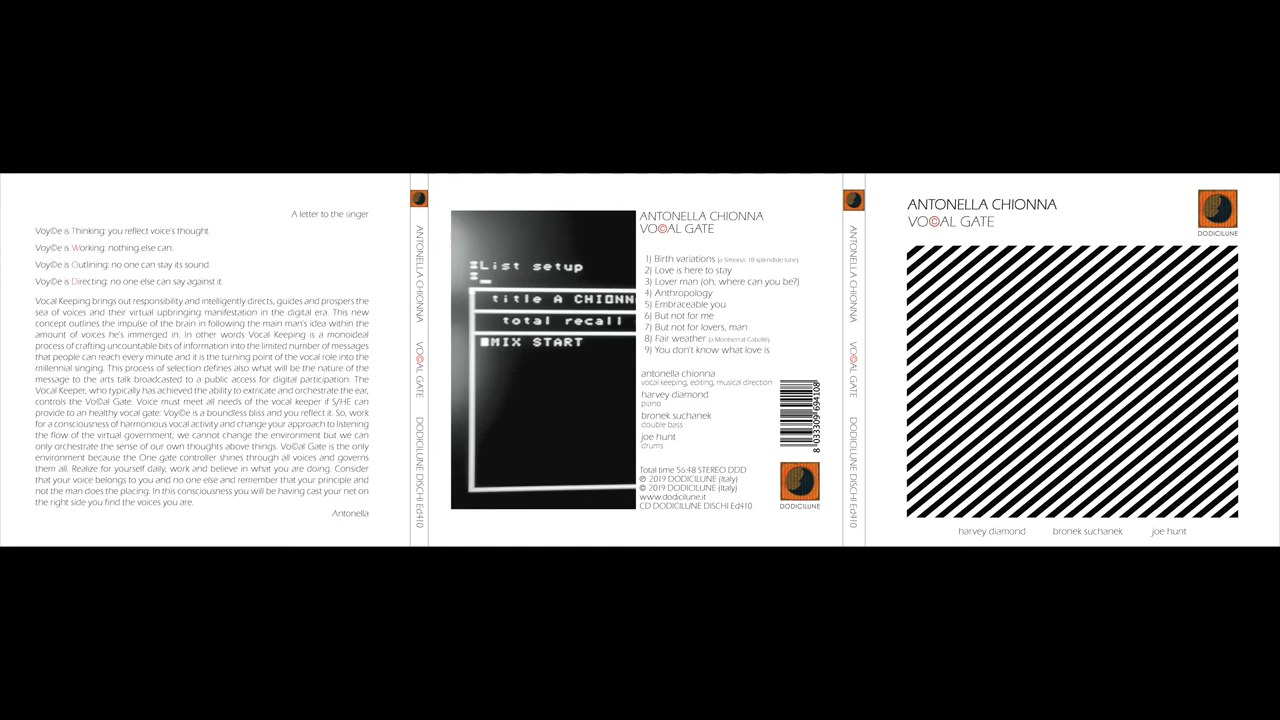 A letter to the singer
Voy©e is Thinking: you reflect voice's thought.
Voy©e is Working: nothing else can.
Voy©e is Outlining: no one can stay its sound.
Voy©e is Directing: no one else can say against it.
Vocal Keeping brings out responsibility and intelligently directs, guides and prospers the
sea of voices and their virtual upbringing manifestation in the digital era. This new
concept outlines the impulse of the brain in following the main man's idea within the
amount of voices he's immerged in. In other words Vocal Keeping is a monoideal
process of crafting uncountable bits of information into the limited number of messages
that people can reach every minute and it is the turning point of the vocal role into the
millennial singing. This process of selection defines also what will be the nature of the
message to the arts talk broadcasted to a public access for digital participation. The
Vocal Keeper, who typically has achieved the ability to extricate and orchestrate the ear,
controls the Vo©al Gate. Voice must meet all needs of the vocal keeper if S/HE can
provide to an healthy vocal gate: Voy©e is a boundless bliss and you reflect it. So, work
for a consciousness of harmonious vocal activity and change your approach to listening
the flow of the virtual government; we cannot change the environment but we can
only orchestrate the sense of our own thoughts above things. Vo©al Gate is the only
environment because the One gate controller shines through all voices and governs
them all. Realize for yourself daily, work and believe in what you are doing. Consider
that your voice belongs to you and no one else and remember that your principle and
not the man does the placing. In this consciousness you will be having cast your net on
the right side you find the voices you are.
Antonella
ANTONELLA CHIONNA VO©AL GATE DODICILUNE DISCHI Ed410
List setup
title A CHIONN
total recall
MIX START
ANTONELLA CHIONNA
VO©AL GATE
1) Birth variations (a Simona: 18 splendide lune)
2) Love is here to stay
3) Lover man (oh, where can you be?)
4) Anthropology
5) Embraceable you
6) But not for me
7) But not for lovers, man
8) Fair weather (a Montserrat Caballé)
9) You don't know what love is
antonella chionna
vocal keeping, editing, musical direction
harvey diamond
piano
bronek suchanek
double bass
joe hunt
drums
8 033309 694108
Total time 56:48 STEREO DDD
℗ 2019 DODICILUNE (Italy)
© 2019 DODICILUNE (Italy)
www.dodicilune.it
CD DODICILUNE DISCHI Ed410
DODICILUNE
ANTONELLA CHIONNA VO©AL GATE DODICILUNE DISCHI Ed410
ANTONELLA CHIONNA
VO©AL GATE
DODICILUNE
harvey diamond bronek suchanek joe hunt